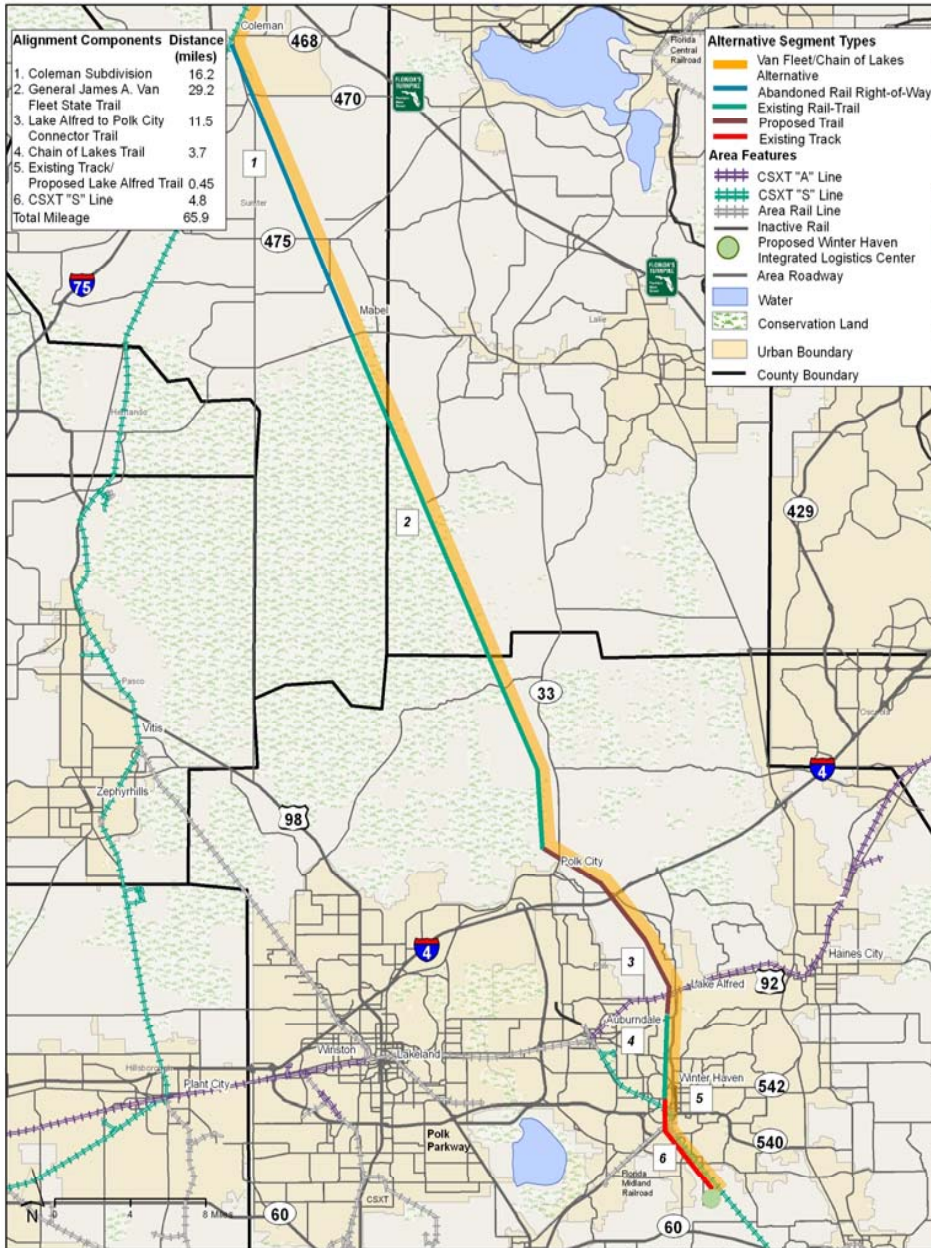 Alignment Components Distance
(miles)
1. Coleman Subdivision 16.2
2. General James A. Van 29.2
Fleet State Trail
3. Lake Alfred to Polk City 11.5
Connector Trail
4. Chain of Lakes Trail 3.7
5. Existing Track/
Proposed Lake Alfred Trail 0.45
6. CSXT "S" Line 4.8
Total Mileage 65.9
Alternative Segment Types
Van Fleet/Chain of Lakes
Alternative
Abandoned Rail Right-of-Way
Existing Rail-Trail
Proposed Trail
Existing Track
Area Features
CSXT "A" Line
CSXT "S" Line
Area Rail Line
Inactive Rail
Proposed Winter Haven
Integrated Logistics Center
Area Roadway
Water
Conservation Land
Urban Boundary
County Boundary
Coleman
468
Florida
Central
Railroad
FLORIDA'S
TURNPIKE
470
1
Sumter
475
75
FLORIDA'S
TURNPIKE
Mabel
Lake
Hernando
2
429
Pasco
33
Osceola
Vitis
4
Zephyrhills
98
Polk City
4
3
Haines City
92
Lake Alfred
Auburndale
4
Winston
Lakeland
Hillsborough
Plant City
Winter Haven
542
5
Polk
Parkway
540
6
Florida
Midland
Railroad
N
0 4 8 Miles
CSXT
60
60